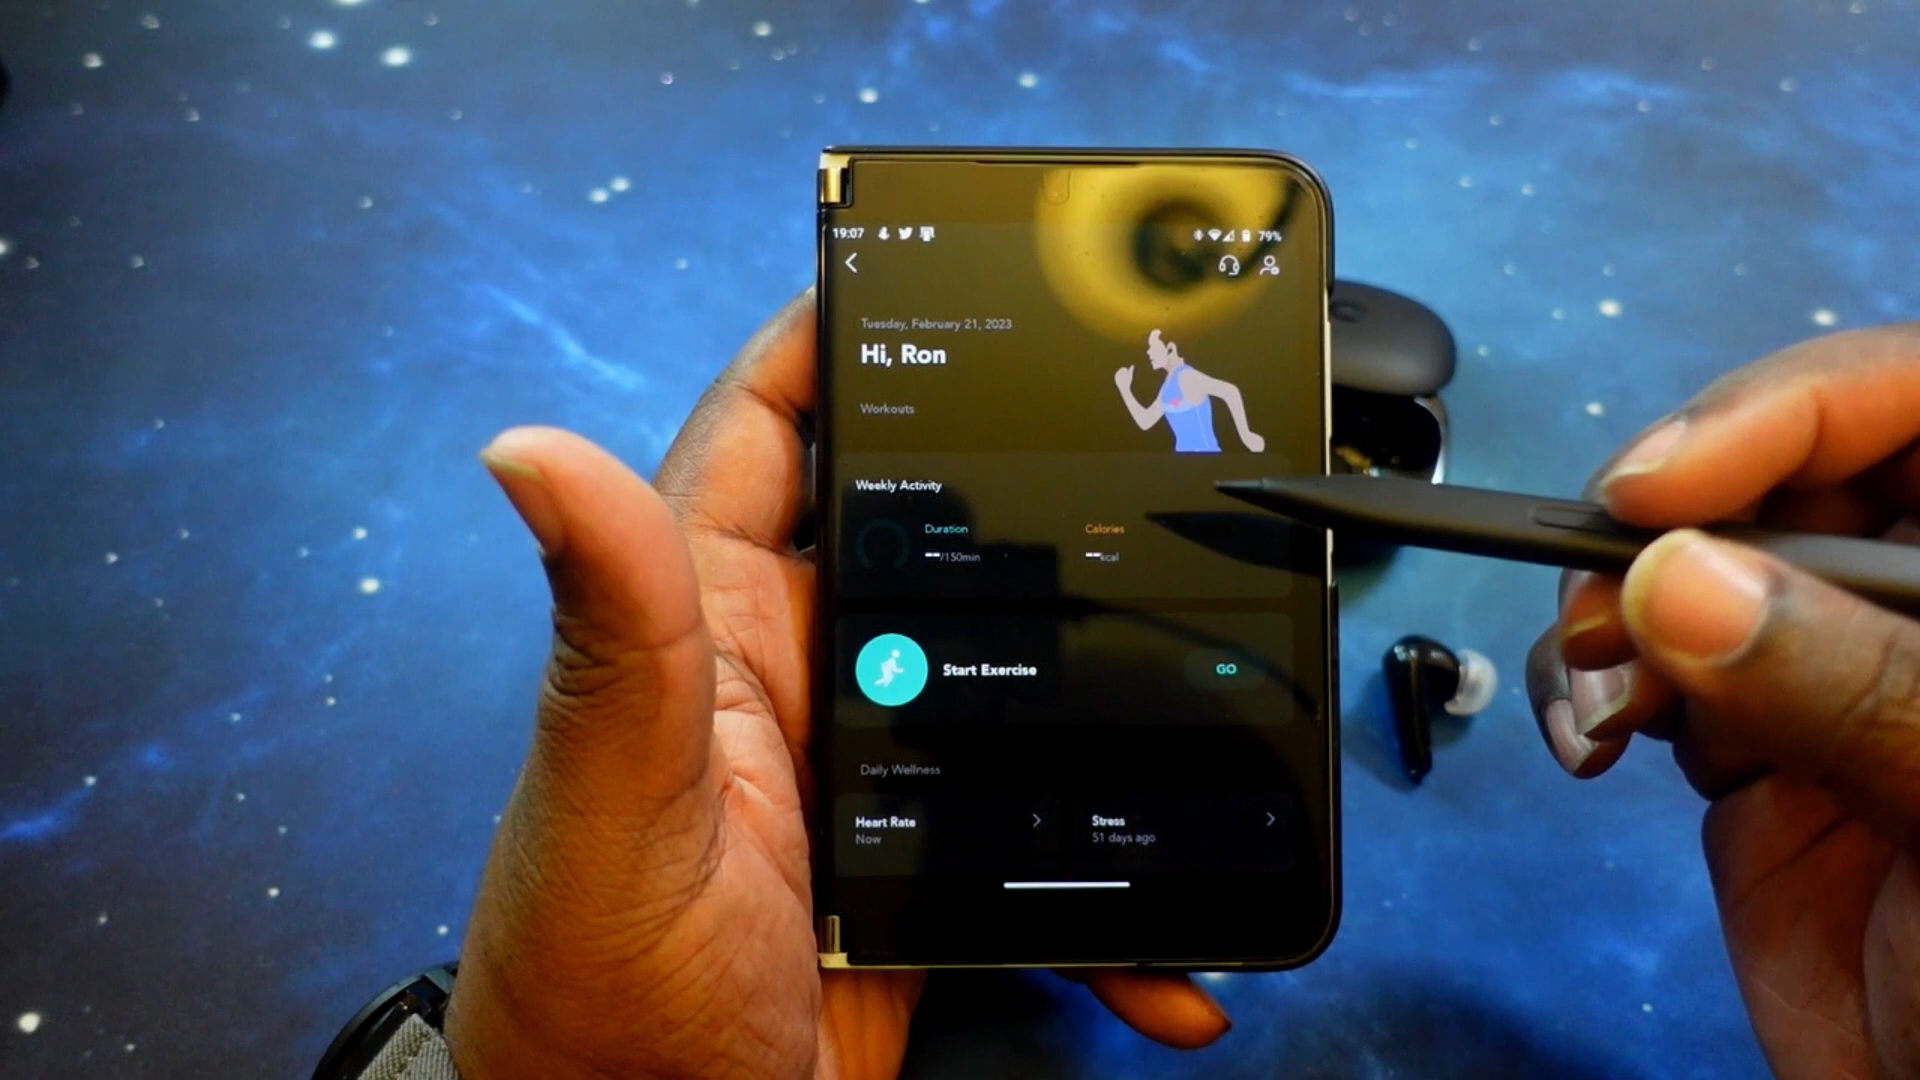 19:07 79%
Tuesday, February 21, 2023
Hi, Ron
Workouts
Weekly Activity
Duration Calories
--/150min --kcal
Start Exercise GO
Daily Wellness
Heart Rate Stress
Now 51 days ago